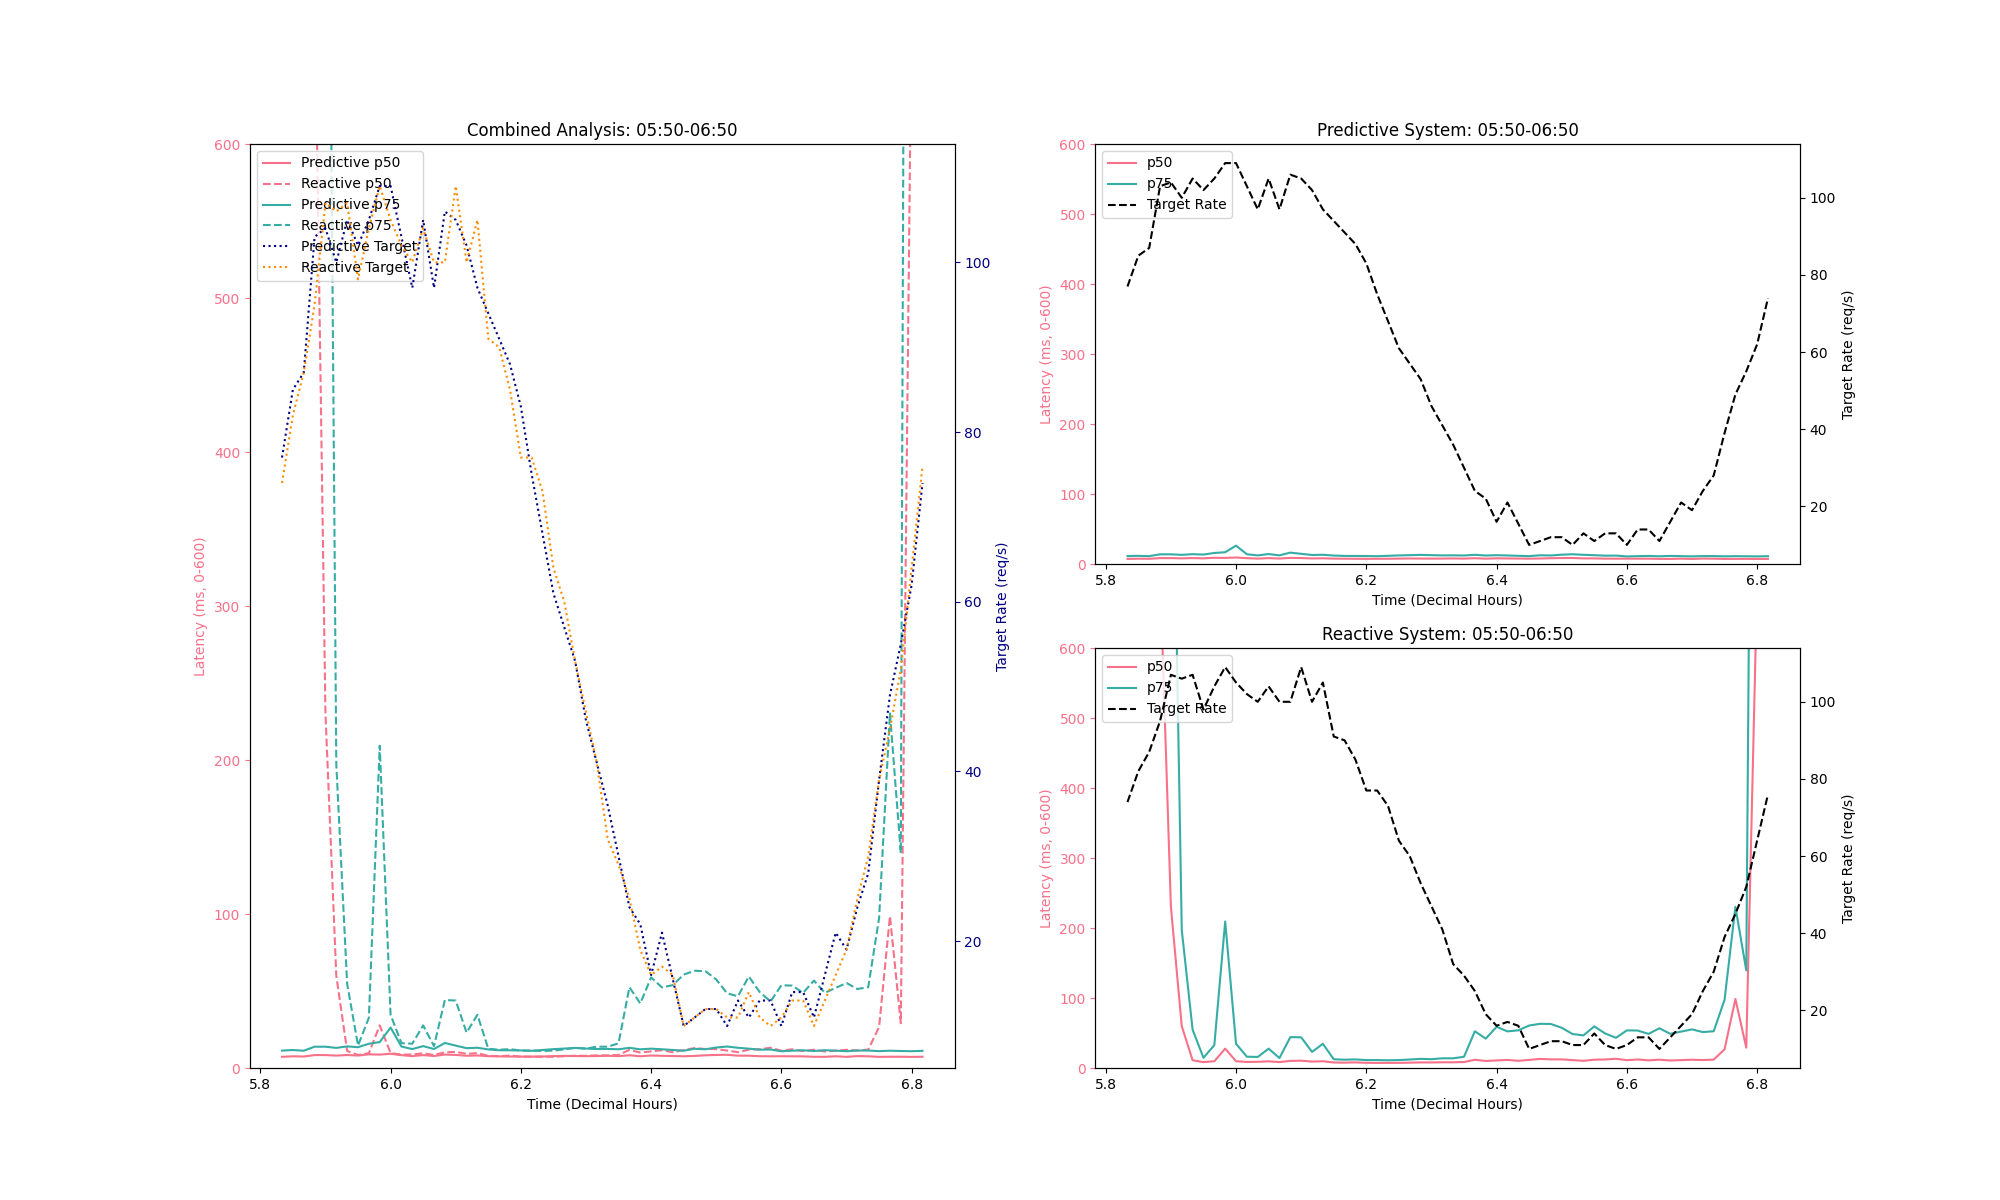 Combined Analysis: 05:50-06:50
Predictive p50
Reactive p50
Predictive p75
Reactive p75
Predictive Target
Reactive Target
600
500
400
300
200
100
0
Latency (ms, 0-600)
100
80
60
40
20
Target Rate (req/s)
5.8 6.0 6.2 6.4 6.6 6.8
Time (Decimal Hours)
Predictive System: 05:50-06:50
p50
p75
Target Rate
600
500
400
300
200
100
0
Latency (ms, 0-600)
100
80
60
40
20
Target Rate (req/s)
5.8 6.0 6.2 6.4 6.6 6.8
Time (Decimal Hours)
Reactive System: 05:50-06:50
p50
p75
Target Rate
600
500
400
300
200
100
0
Latency (ms, 0-600)
100
80
60
40
20
Target Rate (req/s)
5.8 6.0 6.2 6.4 6.6 6.8
Time (Decimal Hours)